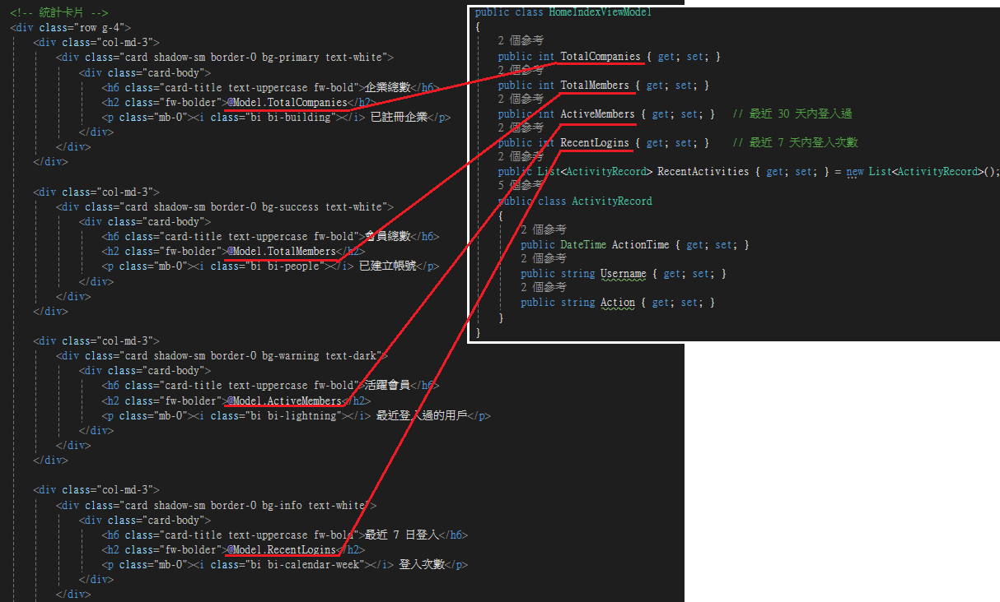 <!-- 統計卡片 -->
<div class="row g-4">
<div class="col-md-3">
<div class="card shadow-sm border-0 bg-primary text-white">
<div class="card-body">
<h6 class="card-title text-uppercase fw-bold">企業總數</h6>
<h2 class="fw-bolder">@Model.TotalCompanies</h2>
<p class="mb-0"><i class="bi bi-building"></i> 已註冊企業</p>
</div>
</div>
</div>
<div class="col-md-3">
<div class="card shadow-sm border-0 bg-success text-white">
<div class="card-body">
<h6 class="card-title text-uppercase fw-bold">會員總數</h6>
<h2 class="fw-bolder">@Model.TotalMembers</h2>
<p class="mb-0"><i class="bi bi-people"></i> 已建立帳號</p>
</div>
</div>
</div>
<div class="col-md-3">
<div class="card shadow-sm border-0 bg-warning text-dark">
<div class="card-body">
<h6 class="card-title text-uppercase fw-bold">活躍會員</h6>
<h2 class="fw-bolder">@Model.ActiveMembers</h2>
<p class="mb-0"><i class="bi bi-lightning"></i> 最近登入過的用戶</p>
</div>
</div>
</div>
<div class="col-md-3">
<div class="card shadow-sm border-0 bg-info text-white">
<div class="card-body">
<h6 class="card-title text-uppercase fw-bold">最近 7 日登入</h6>
<h2 class="fw-bolder">@Model.RecentLogins</h2>
<p class="mb-0"><i class="bi bi-calendar-week"></i> 登入次數</p>
</div>
</div>
public class HomeIndexViewModel
{
2 個參考
public int TotalCompanies { get; set; }
2 個參考
public int TotalMembers { get; set; }
2 個參考
public int ActiveMembers { get; set; } // 最近 30 天內登入過
2 個參考
public int RecentLogins { get; set; } // 最近 7 天內登入次數
2 個參考
public List<ActivityRecord> RecentActivities { get; set; } = new List<ActivityRecord>();
5 個參考
public class ActivityRecord
{
2 個參考
public DateTime ActionTime { get; set; }
2 個參考
public string Username { get; set; }
2 個參考
public string Action { get; set; }
}
}